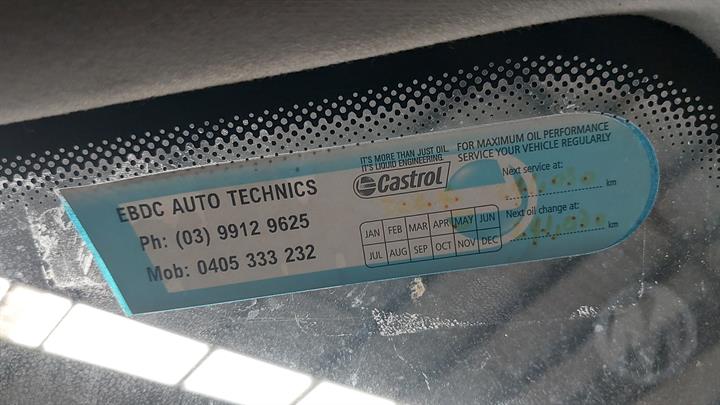 EBDC AUTO TECHNICS
Ph: (03) 9912 9625
Mob: 0405 333 232
IT'S MORE THAN JUST OIL.
IT'S LIQUID ENGINEERING.
Castrol
JAN FEB MAR APR MAY JUN
JUL AUG SEP OCT NOV DEC
FOR MAXIMUM OIL PERFORMANCE
SERVICE YOUR VEHICLE REGULARLY
Next service at:
km
Next oil change at:
km
M